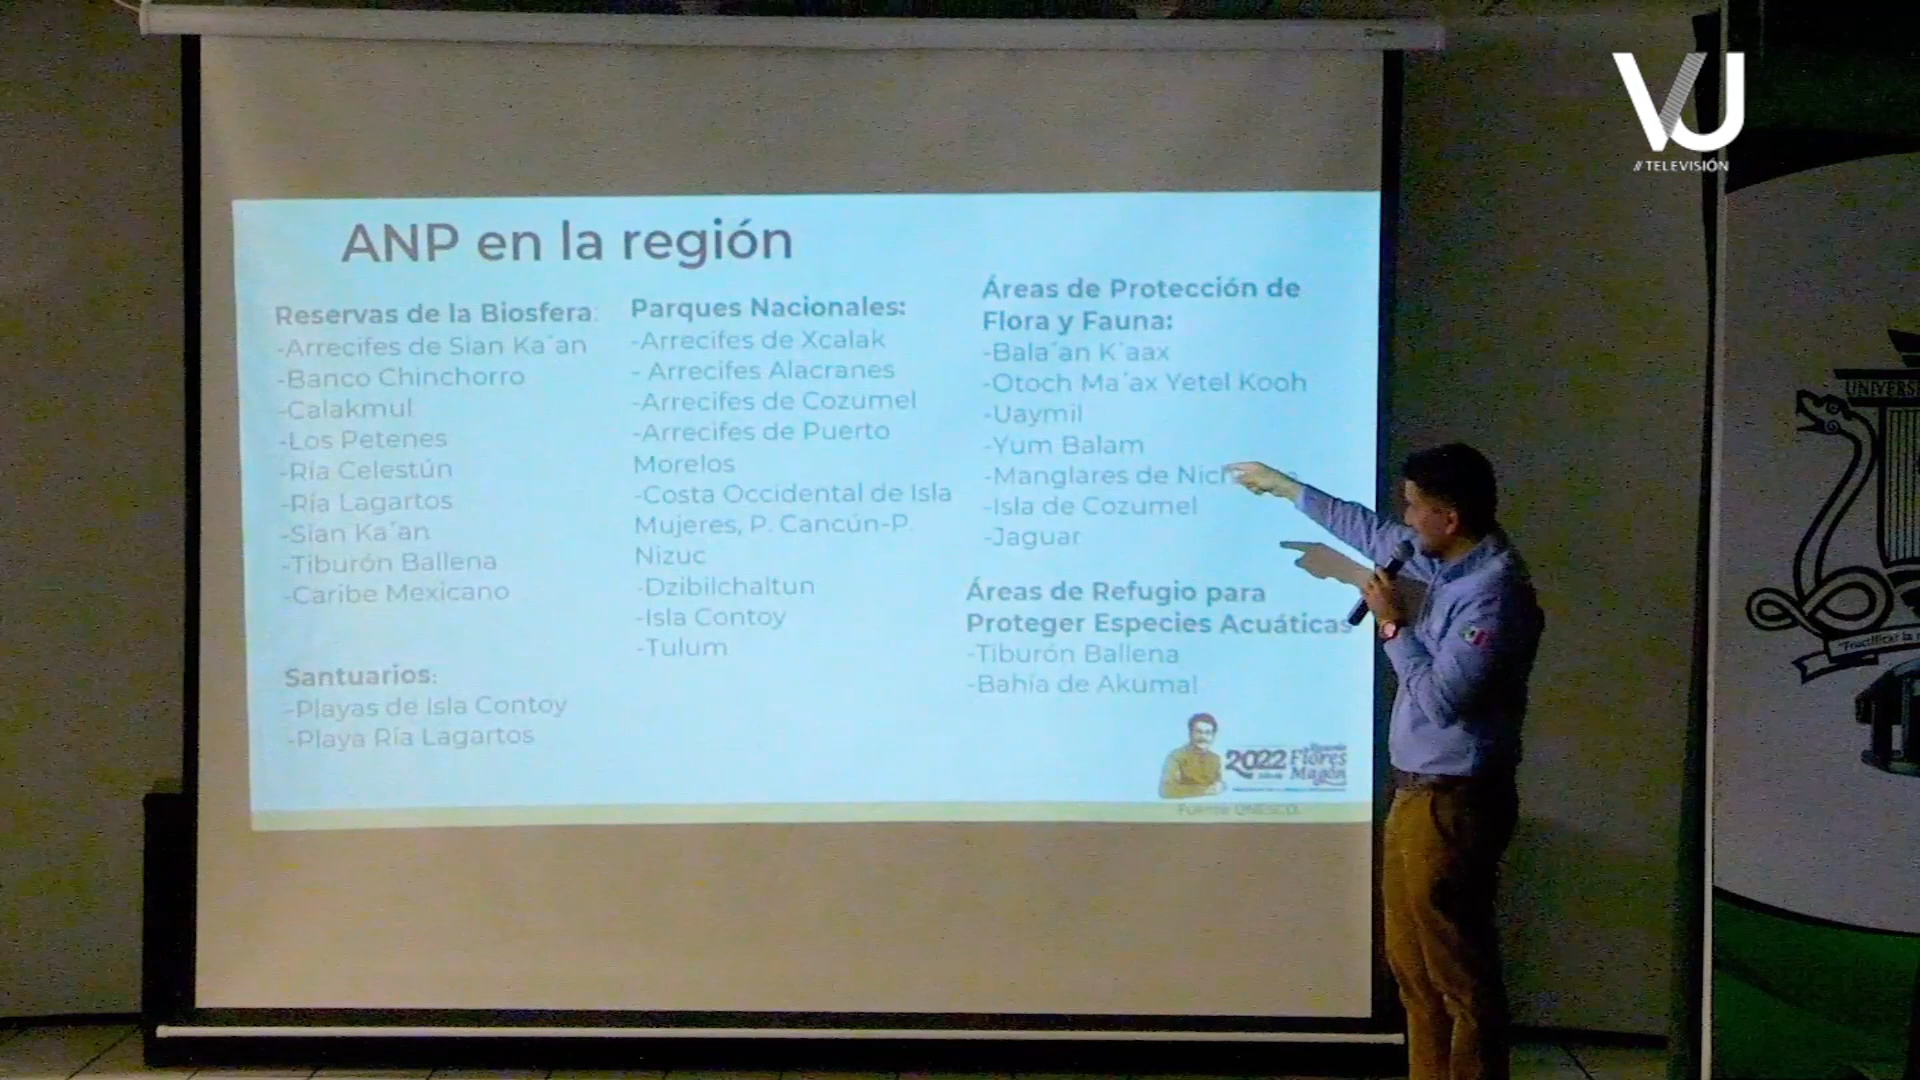 VU
// TELEVISIÓN
ANP en la región
Reservas de la Biosfera:
-Arrecifes de Sian Ka´an
-Banco Chinchorro
-Calakmul
-Los Petenes
-Ría Celestún
-Ría Lagartos
-Sian Ka´an
-Tiburón Ballena
-Caribe Mexicano
Santuarios:
-Playas de Isla Contoy
-Playa Ría Lagartos
Parques Nacionales:
-Arrecifes de Xcalak
- Arrecifes Alacranes
-Arrecifes de Cozumel
-Arrecifes de Puerto
Morelos
-Costa Occidental de Isla
Mujeres, P. Cancún-P.
Nizuc
-Dzibilchaltun
-Isla Contoy
-Tulum
Áreas de Protección de
Flora y Fauna:
-Bala´an K´aax
-Otoch Ma´ax Yetel Kooh
-Uaymil
-Yum Balam
-Manglares de
-Isla de Cozumel
-Jaguar
Áreas de Refugio para
Proteger Especies Acuáticas
-Tiburón Ballena
-Bahía de Akumal
2022 Flores
Magón
Fuente UNESCO.